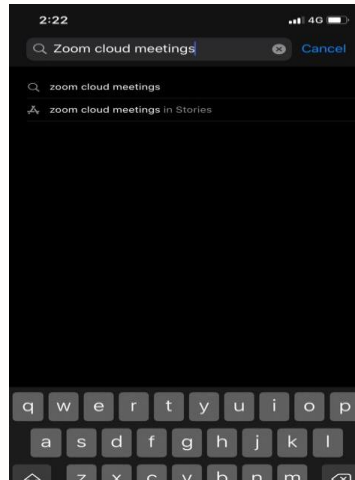 2:22 4G
Zoom cloud meetings Cancel
zoom cloud meetings
zoom cloud meetings in Stories
q w e r t y u i o p
a s d f g h j k l
z x c v b n m